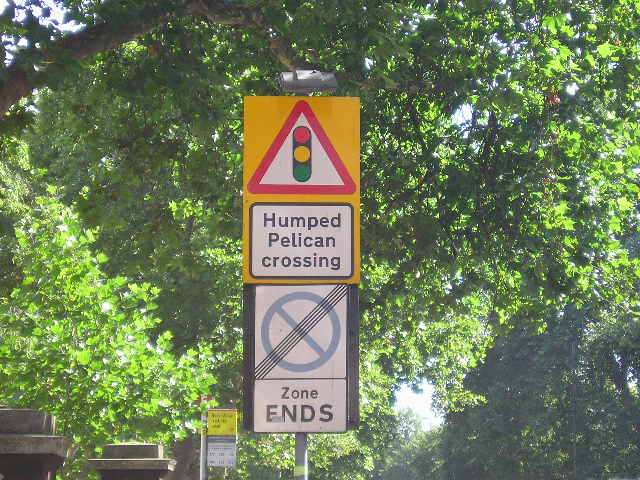 Humped
Pelican
crossing
Zone
ENDS